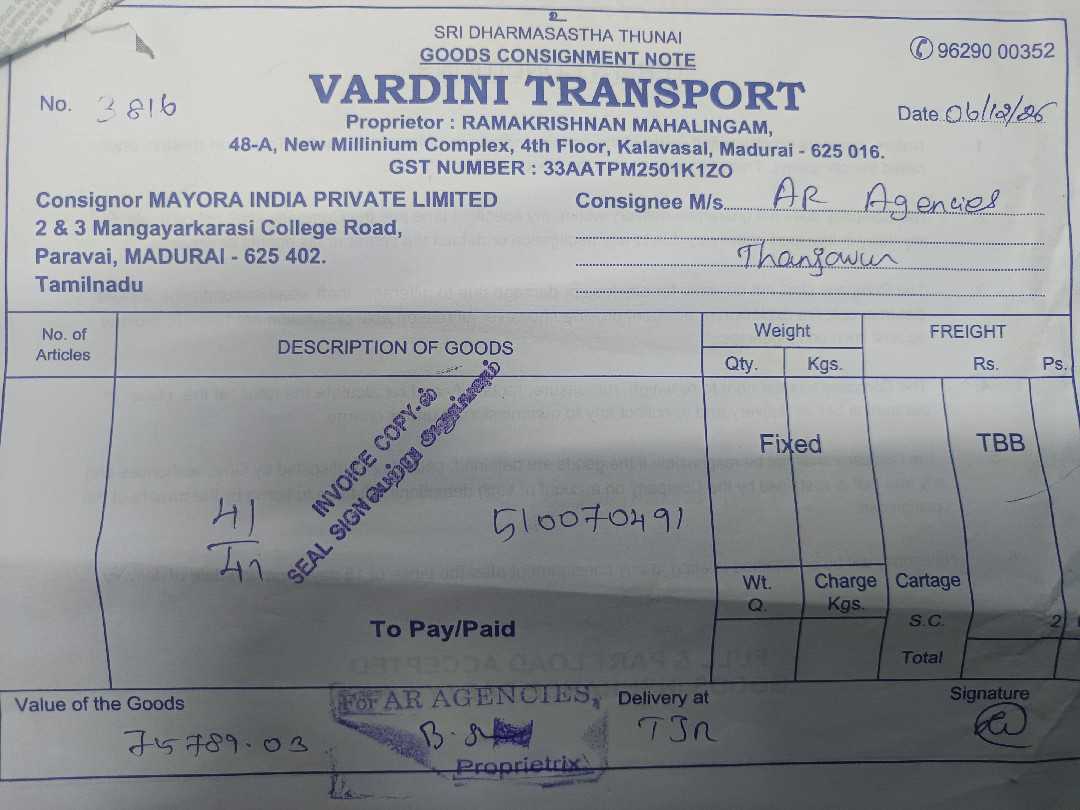 உ
SRI DHARMASASTHA THUNAI
GOODS CONSIGNMENT NOTE
✆ 96290 00352
VARDINI TRANSPORT
No. 3816
Date 06/12/26
Proprietor : RAMAKRISHNAN MAHALINGAM,
48-A, New Millinium Complex, 4th Floor, Kalavasal, Madurai - 625 016.
GST NUMBER : 33AATPM2501K1ZO
Consignor MAYORA INDIA PRIVATE LIMITED
2 & 3 Mangayarkarasi College Road,
Paravai, MADURAI - 625 402.
Tamilnadu
Consignee M/s. AR Agencies
Thanjavur
No. of Articles
DESCRIPTION OF GOODS
Weight
Qty. Kgs.
FREIGHT
Rs. Ps.
INVOICE COPY-ல்
SEAL SIGN பெற்று அனுப்பவும்
Fixed
TBB
41
41
510070491
Wt. Q.
Charge Kgs.
Cartage
S.C.
2
Total
To Pay/Paid
Value of the Goods
75789.03
For AR AGENCIES,
B.
Proprietrix
Delivery at
TJR
Signature